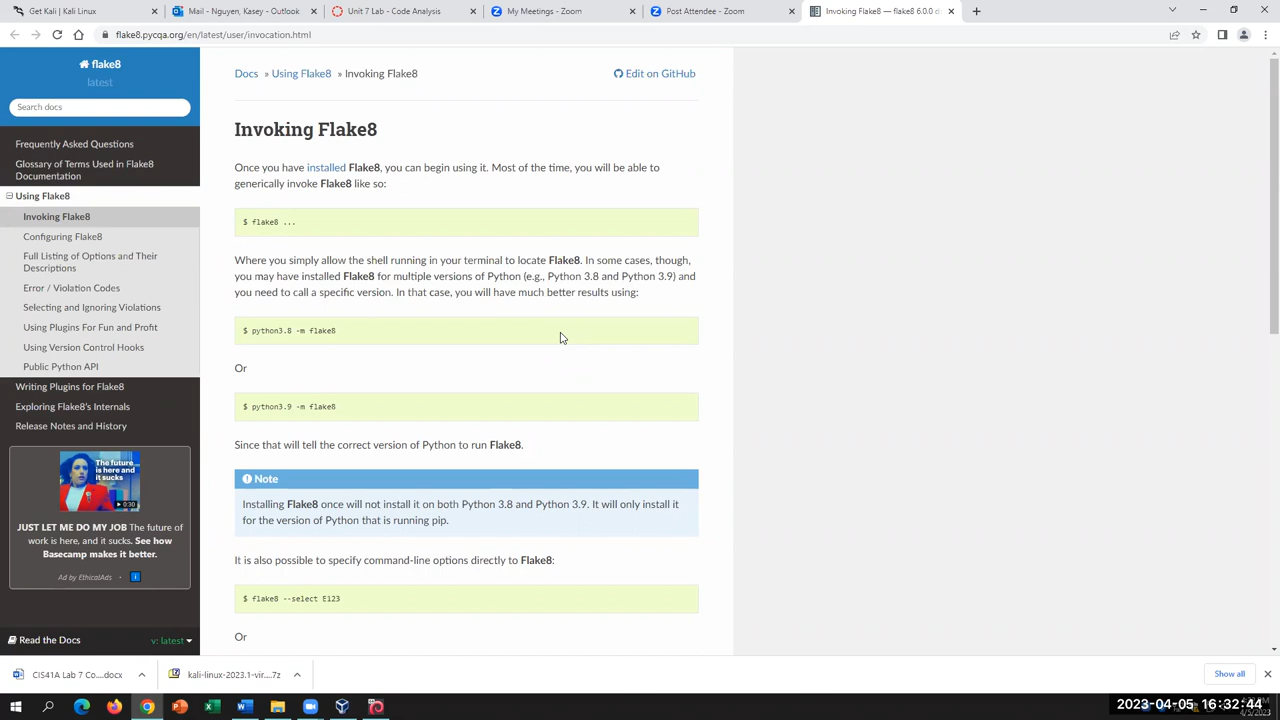 Get Kali | Kali Linux
Mail - Nguyen, Kasey - Outlook
Unit 7 Lab - Code Analysis
My Meetings - Zoom
Post Attendee - Zoom
Invoking Flake8 — flake8 6.0.0 d
flake8.pycqa.org/en/latest/user/invocation.html
flake8
latest
Search docs
Frequently Asked Questions
Glossary of Terms Used in Flake8
Documentation
Using Flake8
Invoking Flake8
Configuring Flake8
Full Listing of Options and Their
Descriptions
Error / Violation Codes
Selecting and Ignoring Violations
Using Plugins For Fun and Profit
Using Version Control Hooks
Public Python API
Writing Plugins for Flake8
Exploring Flake8's Internals
Release Notes and History
The future
is here and
it sucks
0:30
JUST LET ME DO MY JOB The future of
work is here, and it sucks. See how
Basecamp makes it better.
Ad by EthicalAds ·
Read the Docs
v: latest
Docs » Using Flake8 » Invoking Flake8
Edit on GitHub
Invoking Flake8
Once you have installed Flake8, you can begin using it. Most of the time, you will be able to
generically invoke Flake8 like so:
$ flake8 ...
Where you simply allow the shell running in your terminal to locate Flake8. In some cases, though,
you may have installed Flake8 for multiple versions of Python (e.g., Python 3.8 and Python 3.9) and
you need to call a specific version. In that case, you will have much better results using:
$ python3.8 -m flake8
Or
$ python3.9 -m flake8
Since that will tell the correct version of Python to run Flake8.
Note
Installing Flake8 once will not install it on both Python 3.8 and Python 3.9. It will only install it
for the version of Python that is running pip.
It is also possible to specify command-line options directly to Flake8:
$ flake8 --select E123
Or
CIS41A Lab 7 Co....docx
kali-linux-2023.1-vir....7z
Show all
2023-04-05 16:32:44
4/5/2023